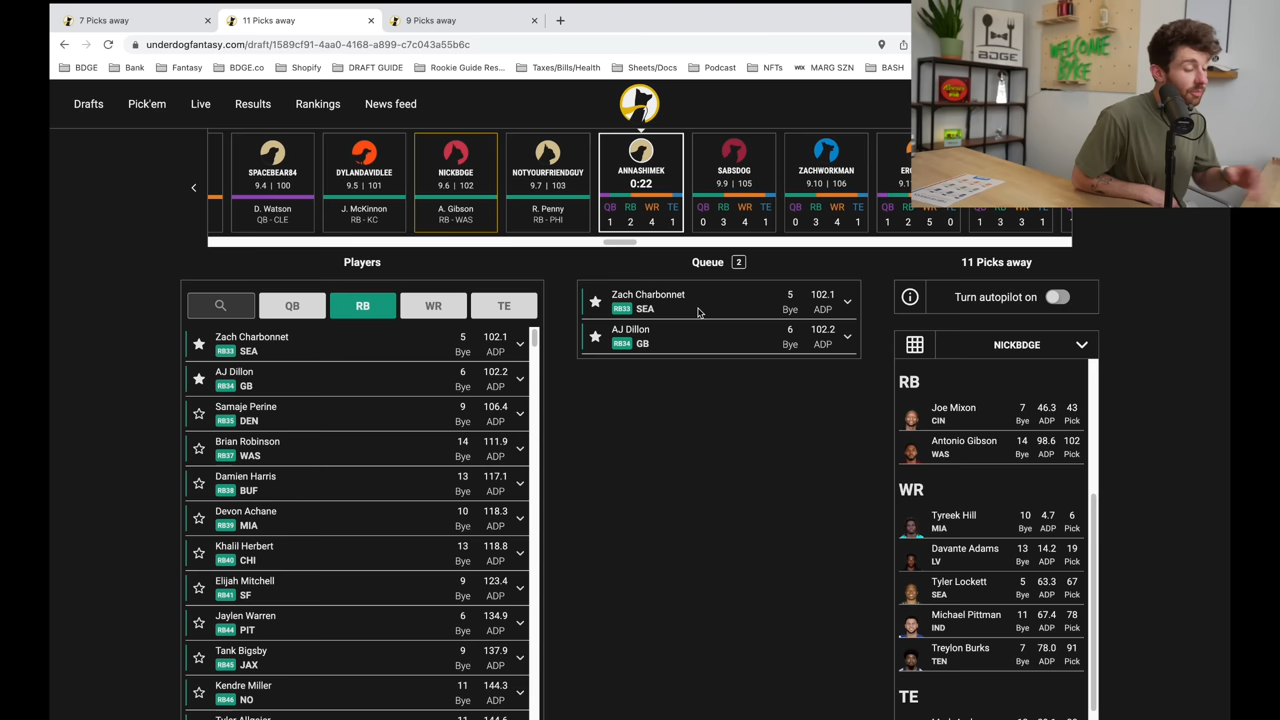 7 Picks away
11 Picks away
9 Picks away
underdogfantasy.com/draft/1589cf91-4aa0-4168-a899-c7c043a55b6c
BDGE
Bank
Fantasy
BDGE.co
Shopify
DRAFT GUIDE
Rookie Guide Res...
Taxes/Bills/Health
Sheets/Docs
Podcast
NFTs
WIX MARG SZN
BASH
BDGE
WELCOME
BDGE
Drafts
Pick'em
Live
Results
Rankings
News feed
SPACEBEAR84
9.4 | 100
D. Watson
QB - CLE
DYLANDAVIDLEE
9.5 | 101
J. McKinnon
RB - KC
NICKBDGE
9.6 | 102
A. Gibson
RB - WAS
NOTYOURFRIENDGUY
9.7 | 103
R. Penny
RB - PHI
ANNASHIMEK
0:22
QB RB WR TE
1 2 4 1
SABSDOG
9.9 | 105
QB RB WR TE
0 3 4 1
ZACHWORKMAN
9.10 | 106
QB RB WR TE
0 3 4 1
QB RB WR TE
1 2 5 0
QB RB WR TE
1 3 3 1
Players
QB
RB
WR
TE
Zach Charbonnet 5 102.1
RB33 SEA Bye ADP
AJ Dillon 6 102.2
RB34 GB Bye ADP
Samaje Perine 9 106.4
RB35 DEN Bye ADP
Brian Robinson 14 111.9
RB37 WAS Bye ADP
Damien Harris 13 117.1
RB38 BUF Bye ADP
Devon Achane 10 118.3
RB39 MIA Bye ADP
Khalil Herbert 13 118.8
RB40 CHI Bye ADP
Elijah Mitchell 9 123.4
RB41 SF Bye ADP
Jaylen Warren 6 134.9
RB44 PIT Bye ADP
Tank Bigsby 9 137.9
RB45 JAX Bye ADP
Kendre Miller 11 144.3
RB46 NO Bye ADP
Queue 2
Zach Charbonnet 5 102.1
RB33 SEA Bye ADP
AJ Dillon 6 102.2
RB34 GB Bye ADP
11 Picks away
Turn autopilot on
NICKBDGE
RB
Joe Mixon 7 46.3 43
CIN Bye ADP Pick
Antonio Gibson 14 98.6 102
WAS Bye ADP Pick
WR
Tyreek Hill 10 4.7 6
MIA Bye ADP Pick
Davante Adams 13 14.2 19
LV Bye ADP Pick
Tyler Lockett 5 63.3 67
SEA Bye ADP Pick
Michael Pittman 11 67.4 78
IND Bye ADP Pick
Treylon Burks 7 78.0 91
TEN Bye ADP Pick
TE